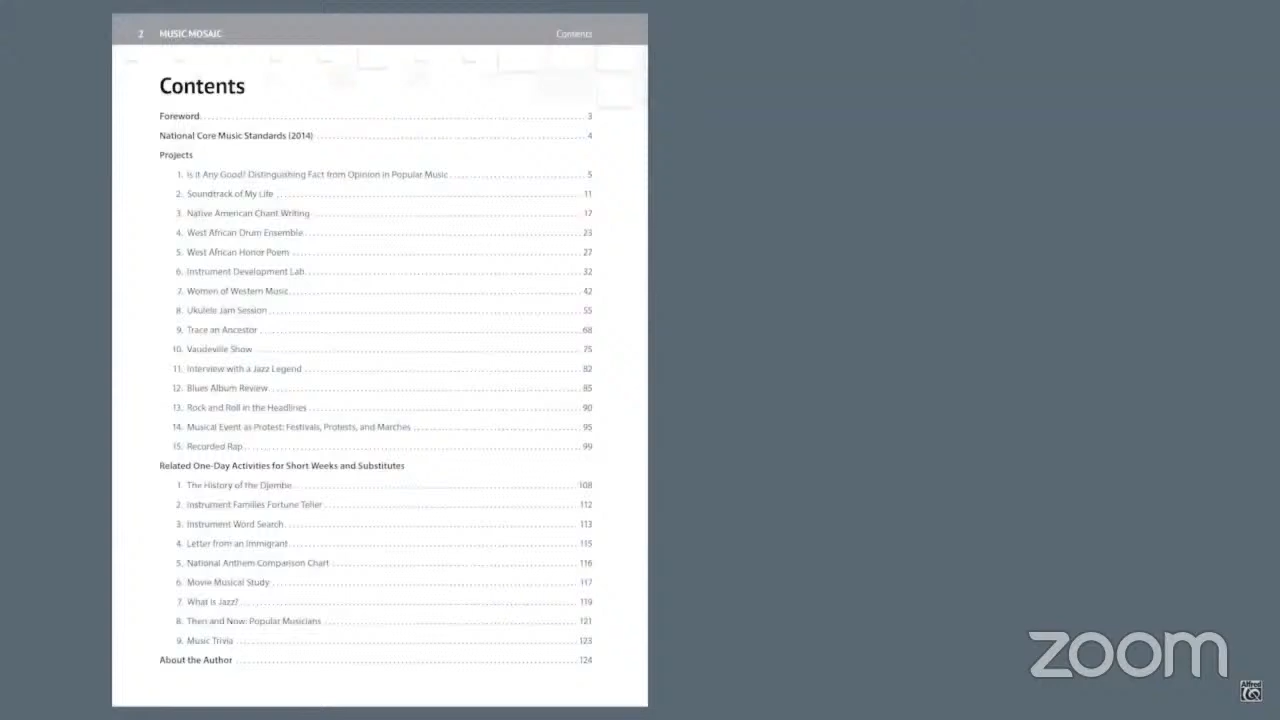 2 MUSIC MOSAIC Contents
Contents
Foreword 3
National Core Music Standards (2014) 4
Projects
1. Is it Any Good? Distinguishing Fact from Opinion in Popular Music 5
2. Soundtrack of My Life 11
3. Native American Chant Writing 17
4. West African Drum Ensemble 23
5. West African Honor Poem 27
6. Instrument Development Lab 32
7. Women of Western Music 42
8. Ukulele Jam Session 55
9. Trace an Ancestor 68
10. Vaudeville Show 75
11. Interview with a Jazz Legend 82
12. Blues Album Review 85
13. Rock and Roll in the Headlines 90
14. Musical Event as Protest: Festivals, Protests, and Marches 95
15. Recorded Rap 99
Related One-Day Activities for Short Weeks and Substitutes
1. The History of the Djembe 108
2. Instrument Families Fortune Teller 112
3. Instrument Word Search 113
4. Letter from an Immigrant 115
5. National Anthem Comparison Chart 116
6. Movie Musical Study 117
7. What is Jazz? 119
8. Then and Now: Popular Musicians 121
9. Music Trivia 123
About the Author 124
zoom
Alfred